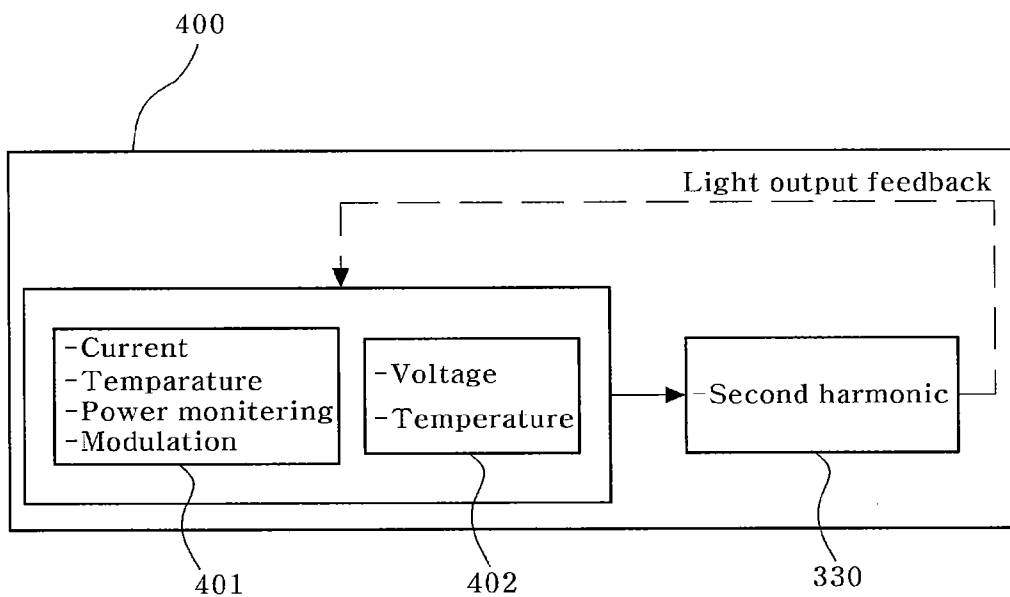 400
Light output feedback
-Current
-Temparature
-Power monitering
-Modulation
-Voltage
-Temperature
-Second harmonic
401
402
330